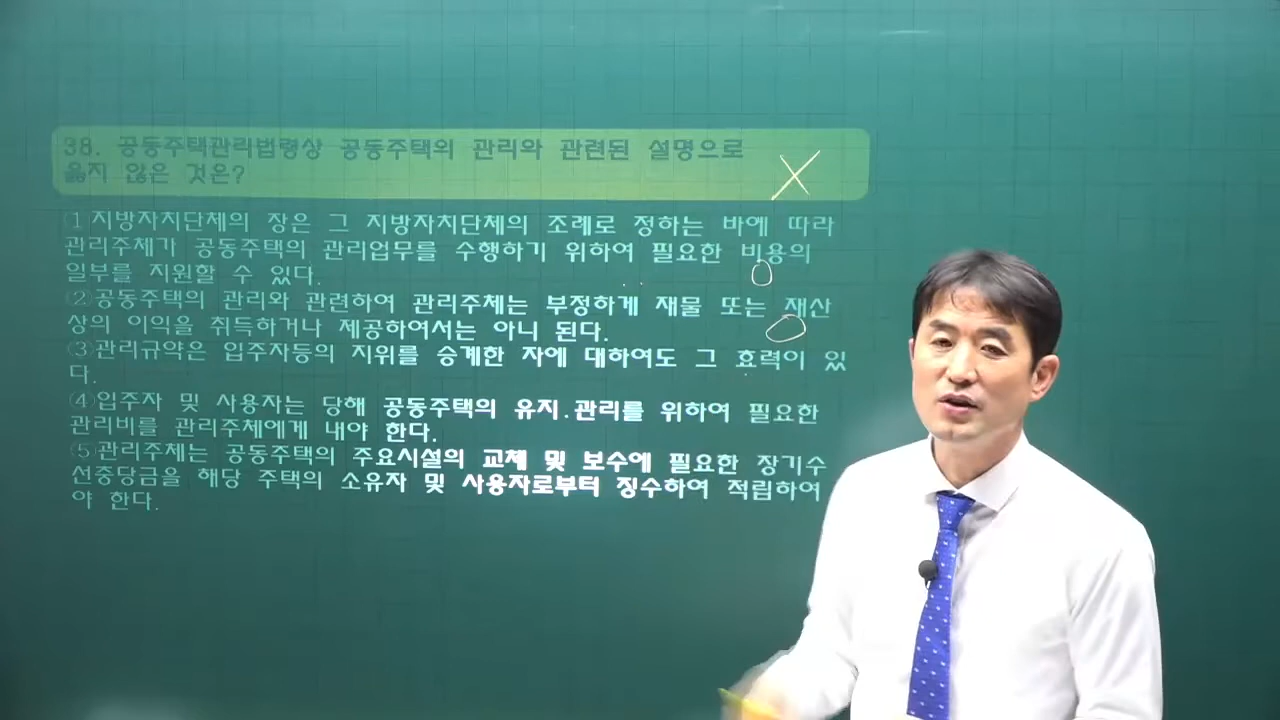 38. 공동주택관리법령상 공동주택의 관리와 관련된 설명으로
옳지 않은 것은?
① 지방자치단체의 장은 그 지방자치단체의 조례로 정하는 바에 따라
관리주체가 공동주택의 관리업무를 수행하기 위하여 필요한 비용의
일부를 지원할 수 있다.
②공동주택의 관리와 관련하여 관리주체는 부정하게 재물 또는 재산
상의 이익을 취득하거나 제공하여서는 아니 된다.
③관리규약은 입주자등의 지위를 승계한 자에 대하여도 그 효력이 있
다.
④입주자 및 사용자는 당해 공동주택의 유지.관리를 위하여 필요한
관리비를 관리주체에게 내야 한다.
⑤관리주체는 공동주택의 주요시설의 교체 및 보수에 필요한 장기수
선충당금을 해당 주택의 소유자 및 사용자로부터 징수하여 적립하여
야 한다.